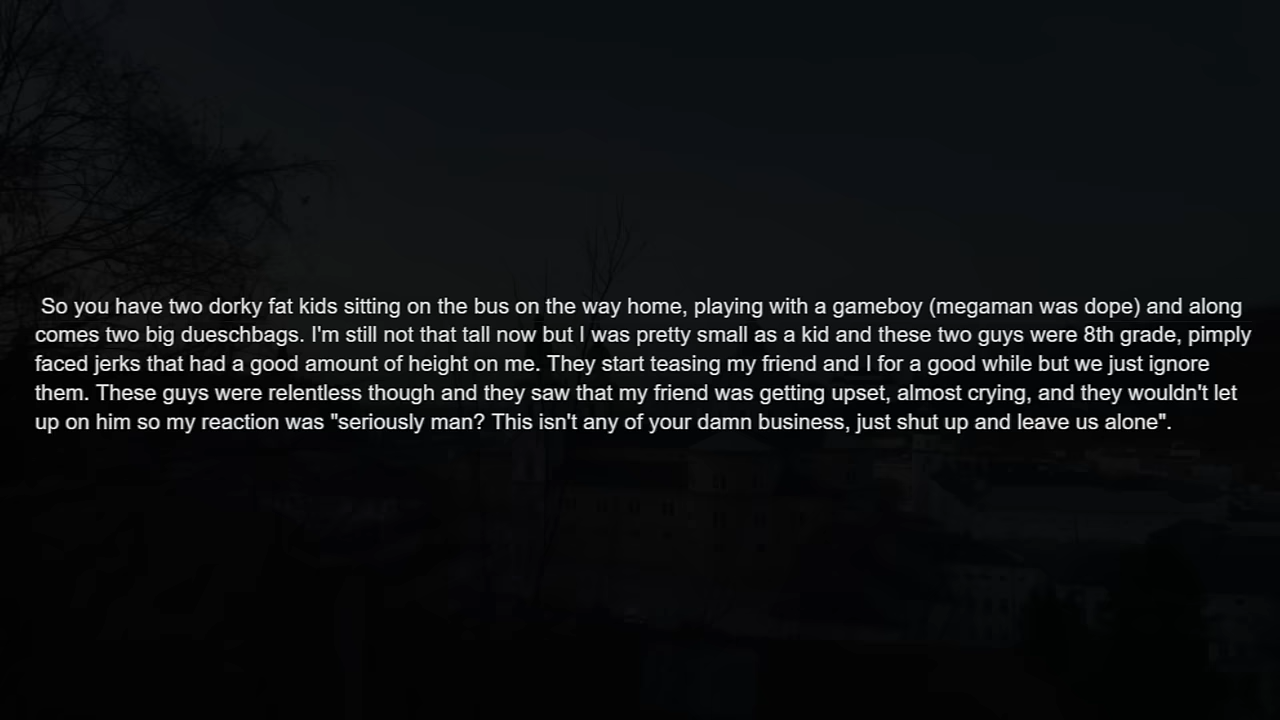 So you have two dorky fat kids sitting on the bus on the way home, playing with a gameboy (megaman was dope) and along
comes two big dueschbags. I'm still not that tall now but I was pretty small as a kid and these two guys were 8th grade, pimply
faced jerks that had a good amount of height on me. They start teasing my friend and I for a good while but we just ignore
them. These guys were relentless though and they saw that my friend was getting upset, almost crying, and they wouldn't let
up on him so my reaction was "seriously man? This isn't any of your damn business, just shut up and leave us alone".